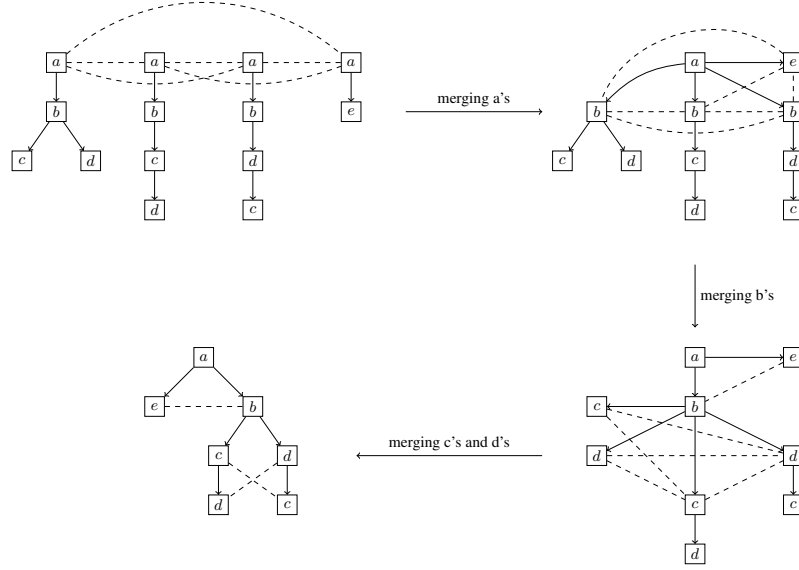 a a a a
b b b e
c d c d
d c
merging a's
a e
b b b
c d c d
d c
merging b's
a e
b
c
d d
c c
d
merging c's and d's
a
e b
c d
d c